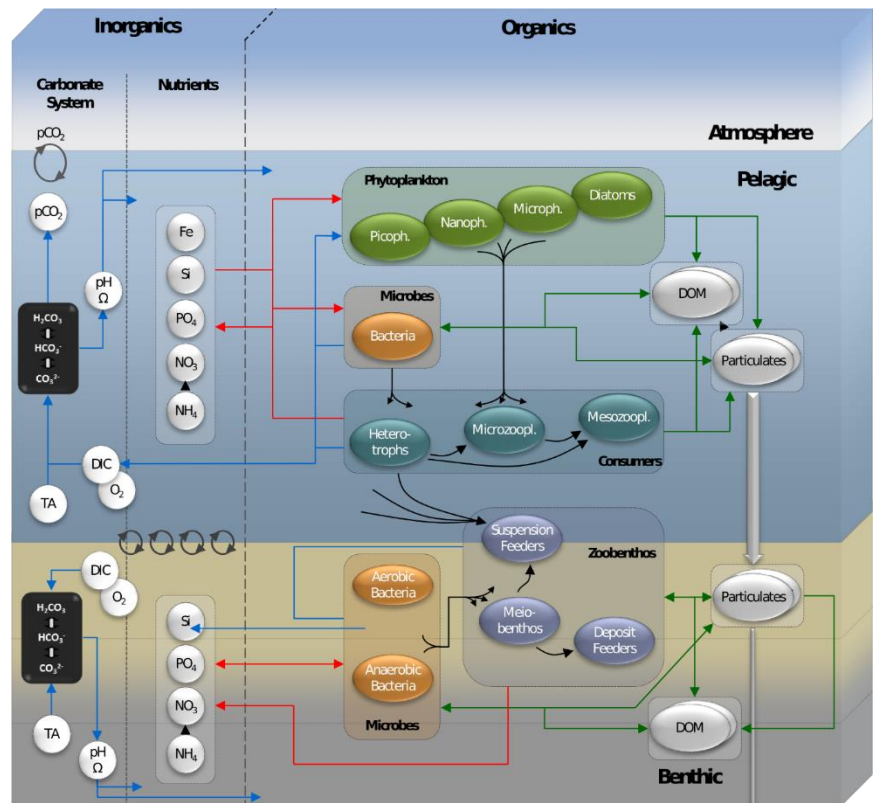 Inorganics
Organics
Carbonate
System
Nutrients
pCO₂
Atmosphere
Pelagic
pCO₂
pH
Ω
H₂CO₃
HCO₃⁻
CO₃²⁻
DIC
O₂
TA
Fe
Si
PO₄
NO₃
NH₄
Phytoplankton
Picoph.
Nanoph.
Microph.
Diatoms
Microbes
Bacteria
DOM
Particulates
Hetero-
trophs
Microzoopl.
Mesozoopl.
Consumers
DIC
O₂
H₂CO₃
HCO₃⁻
CO₃²⁻
TA
pH
Ω
Si
PO₄
NO₃
NH₄
Aerobic
Bacteria
Anaerobic
Bacteria
Microbes
Suspension
Feeders
Zoobenthos
Meio-
benthos
Deposit
Feeders
Particulates
DOM
Benthic